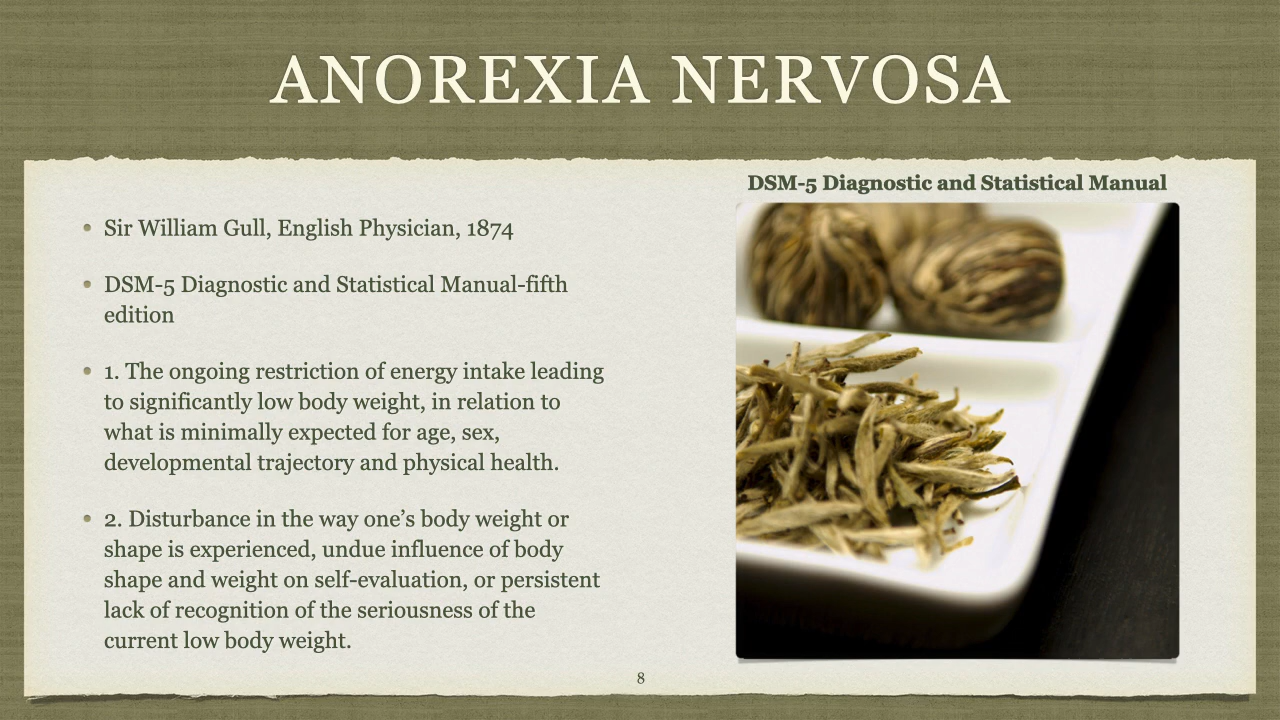 ANOREXIA NERVOSA
DSM-5 Diagnostic and Statistical Manual
• Sir William Gull, English Physician, 1874
• DSM-5 Diagnostic and Statistical Manual-fifth
edition
• 1. The ongoing restriction of energy intake leading
to significantly low body weight, in relation to
what is minimally expected for age, sex,
developmental trajectory and physical health.
• 2. Disturbance in the way one’s body weight or
shape is experienced, undue influence of body
shape and weight on self-evaluation, or persistent
lack of recognition of the seriousness of the
current low body weight.
8